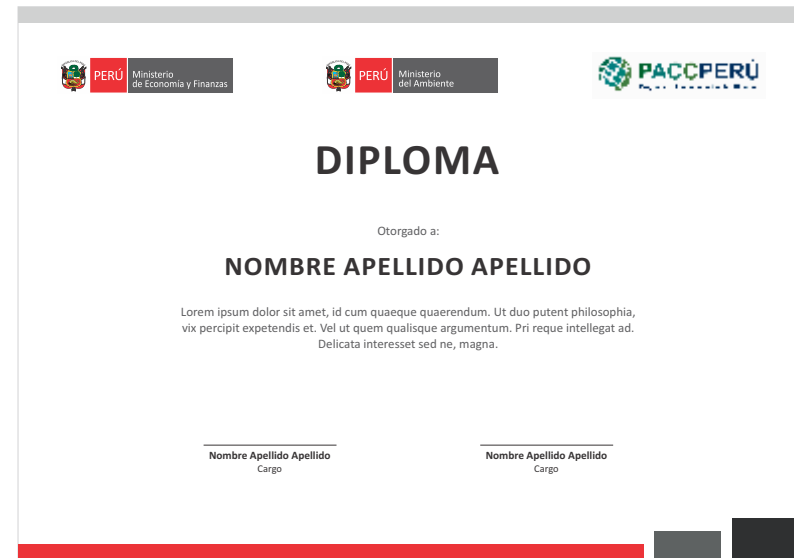 PERÚ
Ministerio
de Economía y Finanzas
PERÚ
Ministerio
del Ambiente
PACCPERÚ
DIPLOMA
Otorgado a:
NOMBRE APELLIDO APELLIDO
Lorem ipsum dolor sit amet, id cum quaeque quaerendum. Ut duo putent philosophia,
vix percipit expetendis et. Vel ut quem qualisque argumentum. Pri reque intellegat ad.
Delicata interesset sed ne, magna.
Nombre Apellido Apellido
Cargo
Nombre Apellido Apellido
Cargo